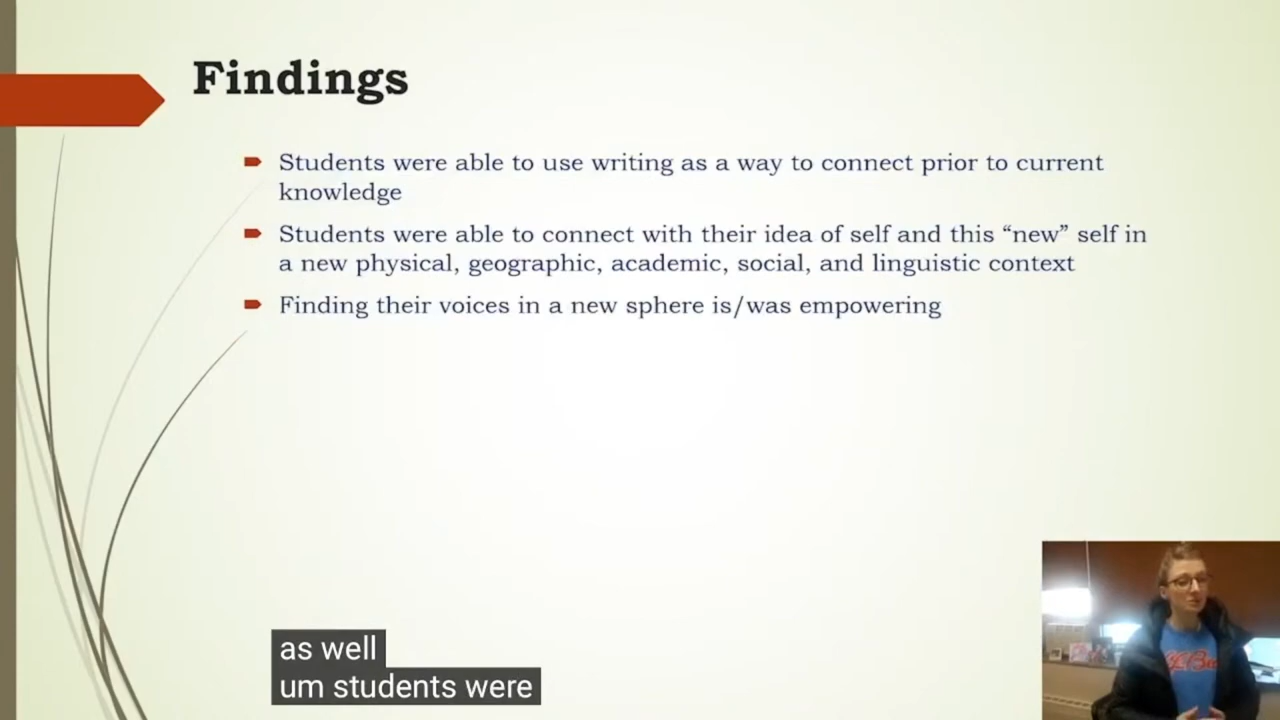 Findings
Students were able to use writing as a way to connect prior to current
knowledge
Students were able to connect with their idea of self and this “new” self in
a new physical, geographic, academic, social, and linguistic context
Finding their voices in a new sphere is/was empowering
as well
um students were